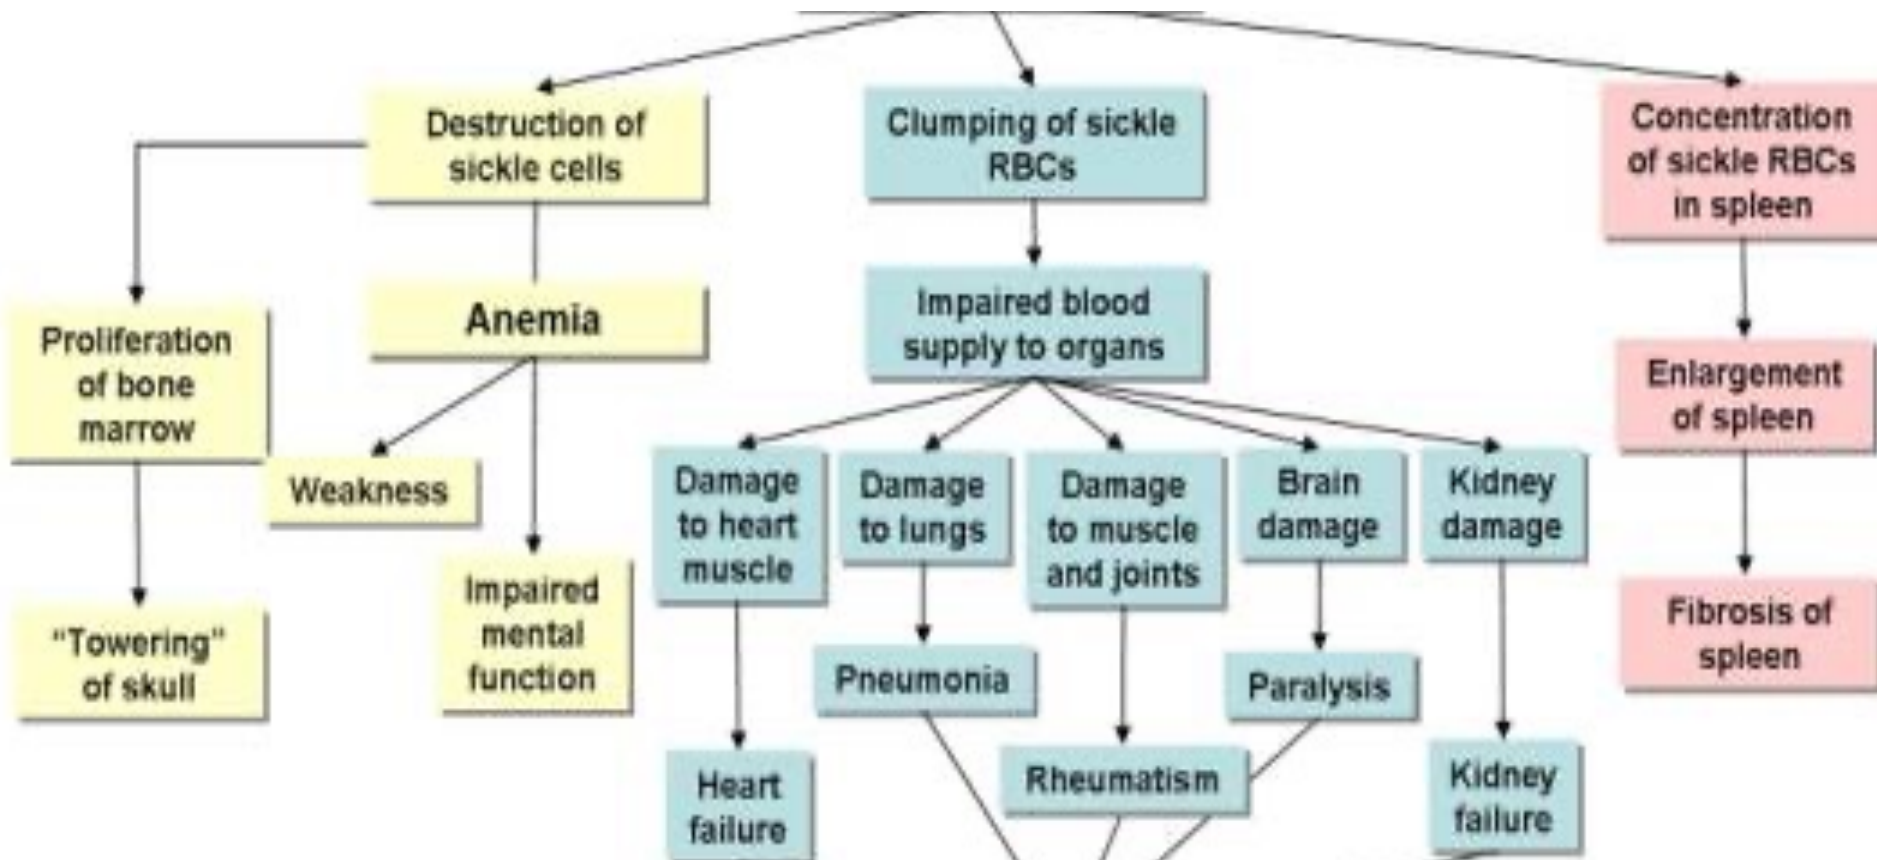 Destruction of
sickle cells
Clumping of sickle
RBCs
Concentration
of sickle RBCs
in spleen
Proliferation
of bone
marrow
Anemia
Impaired blood
supply to organs
Enlargement
of spleen
Weakness
Damage
to heart
muscle
Damage
to lungs
Damage
to muscle
and joints
Brain
damage
Kidney
damage
"Towering"
of skull
Impaired
mental
function
Pneumonia
Paralysis
Fibrosis of
spleen
Heart
failure
Rheumatism
Kidney
failure